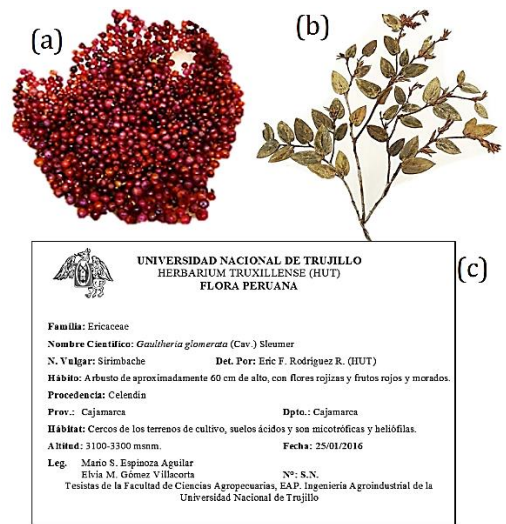 (a)
(b)
UNIVERSIDAD NACIONAL DE TRUJILLO
HERBARIUM TRUXILLENSE (HUT)
FLORA PERUANA
(c)
Familia: Ericaceae
Nombre Científico: Gaultheria glomerata (Cav.) Sleumer
N. Vulgar: Sirimbache Det. Por: Eric F. Rodríguez R. (HUT)
Hábito: Arbusto de aproximadamente 60 cm de alto, con flores rojizas y frutos rojos y morados.
Procedencia: Celendín
Prov.: Cajamarca Dpto.: Cajamarca
Hábitat: Cercos de los terrenos de cultivo, suelos ácidos y son micotróficas y heliófilas.
Altitud: 3100-3300 msnm. Fecha: 25/01/2016
Leg. Mario S. Espinoza Aguilar
Elvia M. Gómez Villacorta N°: S.N.
Tesistas de la Facultad de Ciencias Agropecuarias, EAP. Ingeniería Agroindustrial de la
Universidad Nacional de Trujillo